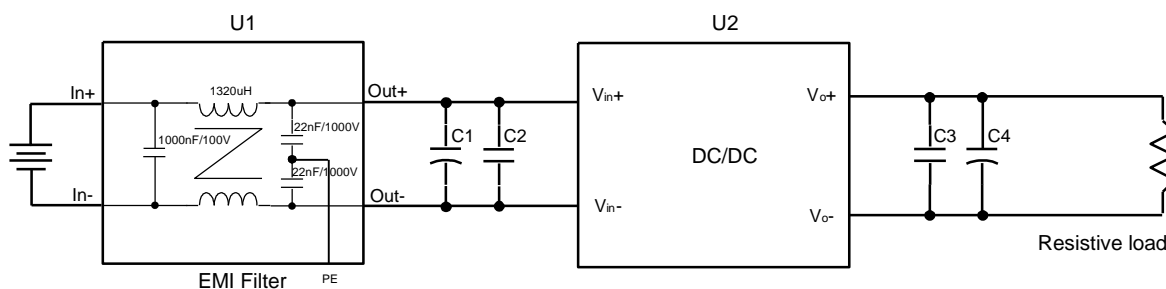 U1
U2
In+
1320uH
Out+
22nF/1000V
1000nF/100V
C1
C2
Vin+
Vo+
C3
C4
DC/DC
22nF/1000V
In-
Out-
Vin-
Vo-
Resistive load
EMI Filter
PE